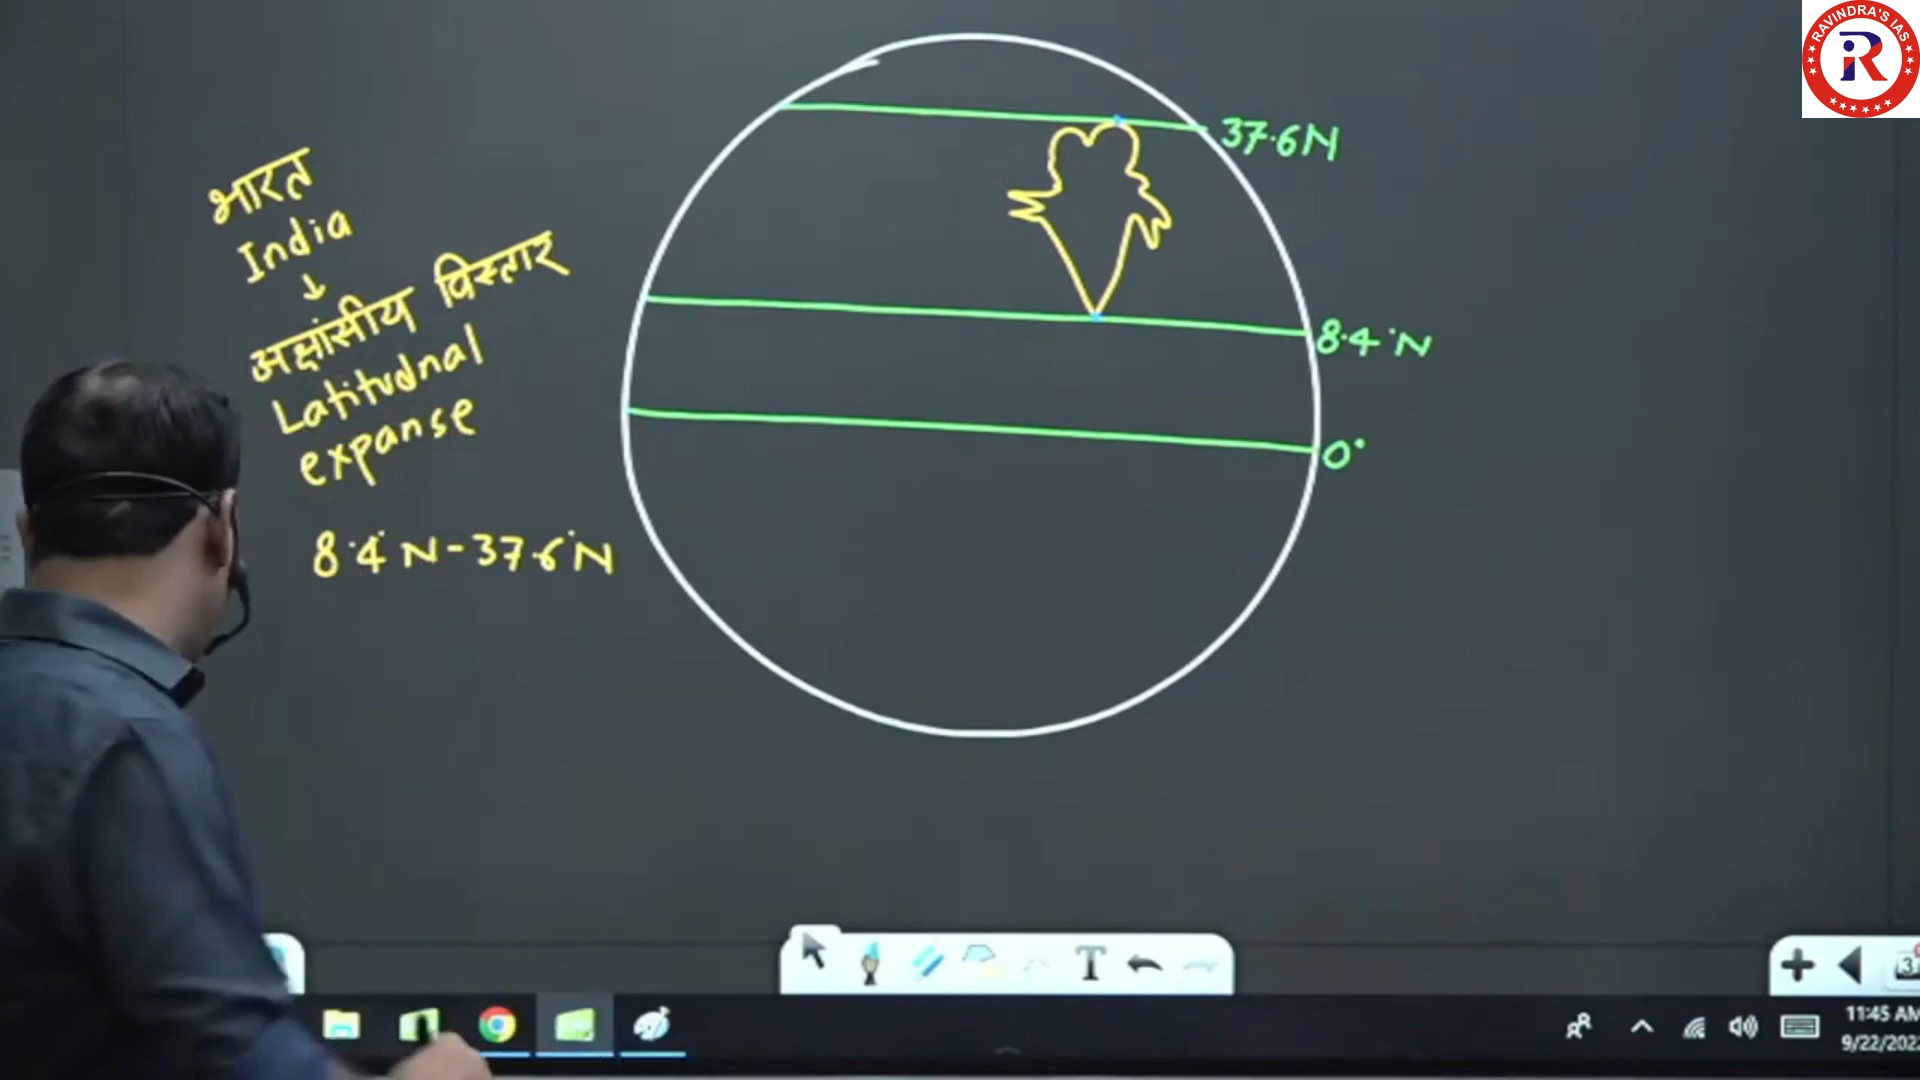 RAVINDRA'S IAS
iR
37.6N
भारत
India
↓
अक्षांसीय विस्तार
Latitudnal
expanse
8.4°N
0°
8.4°N-37.6°N
T
11:45 AM
9/22/202